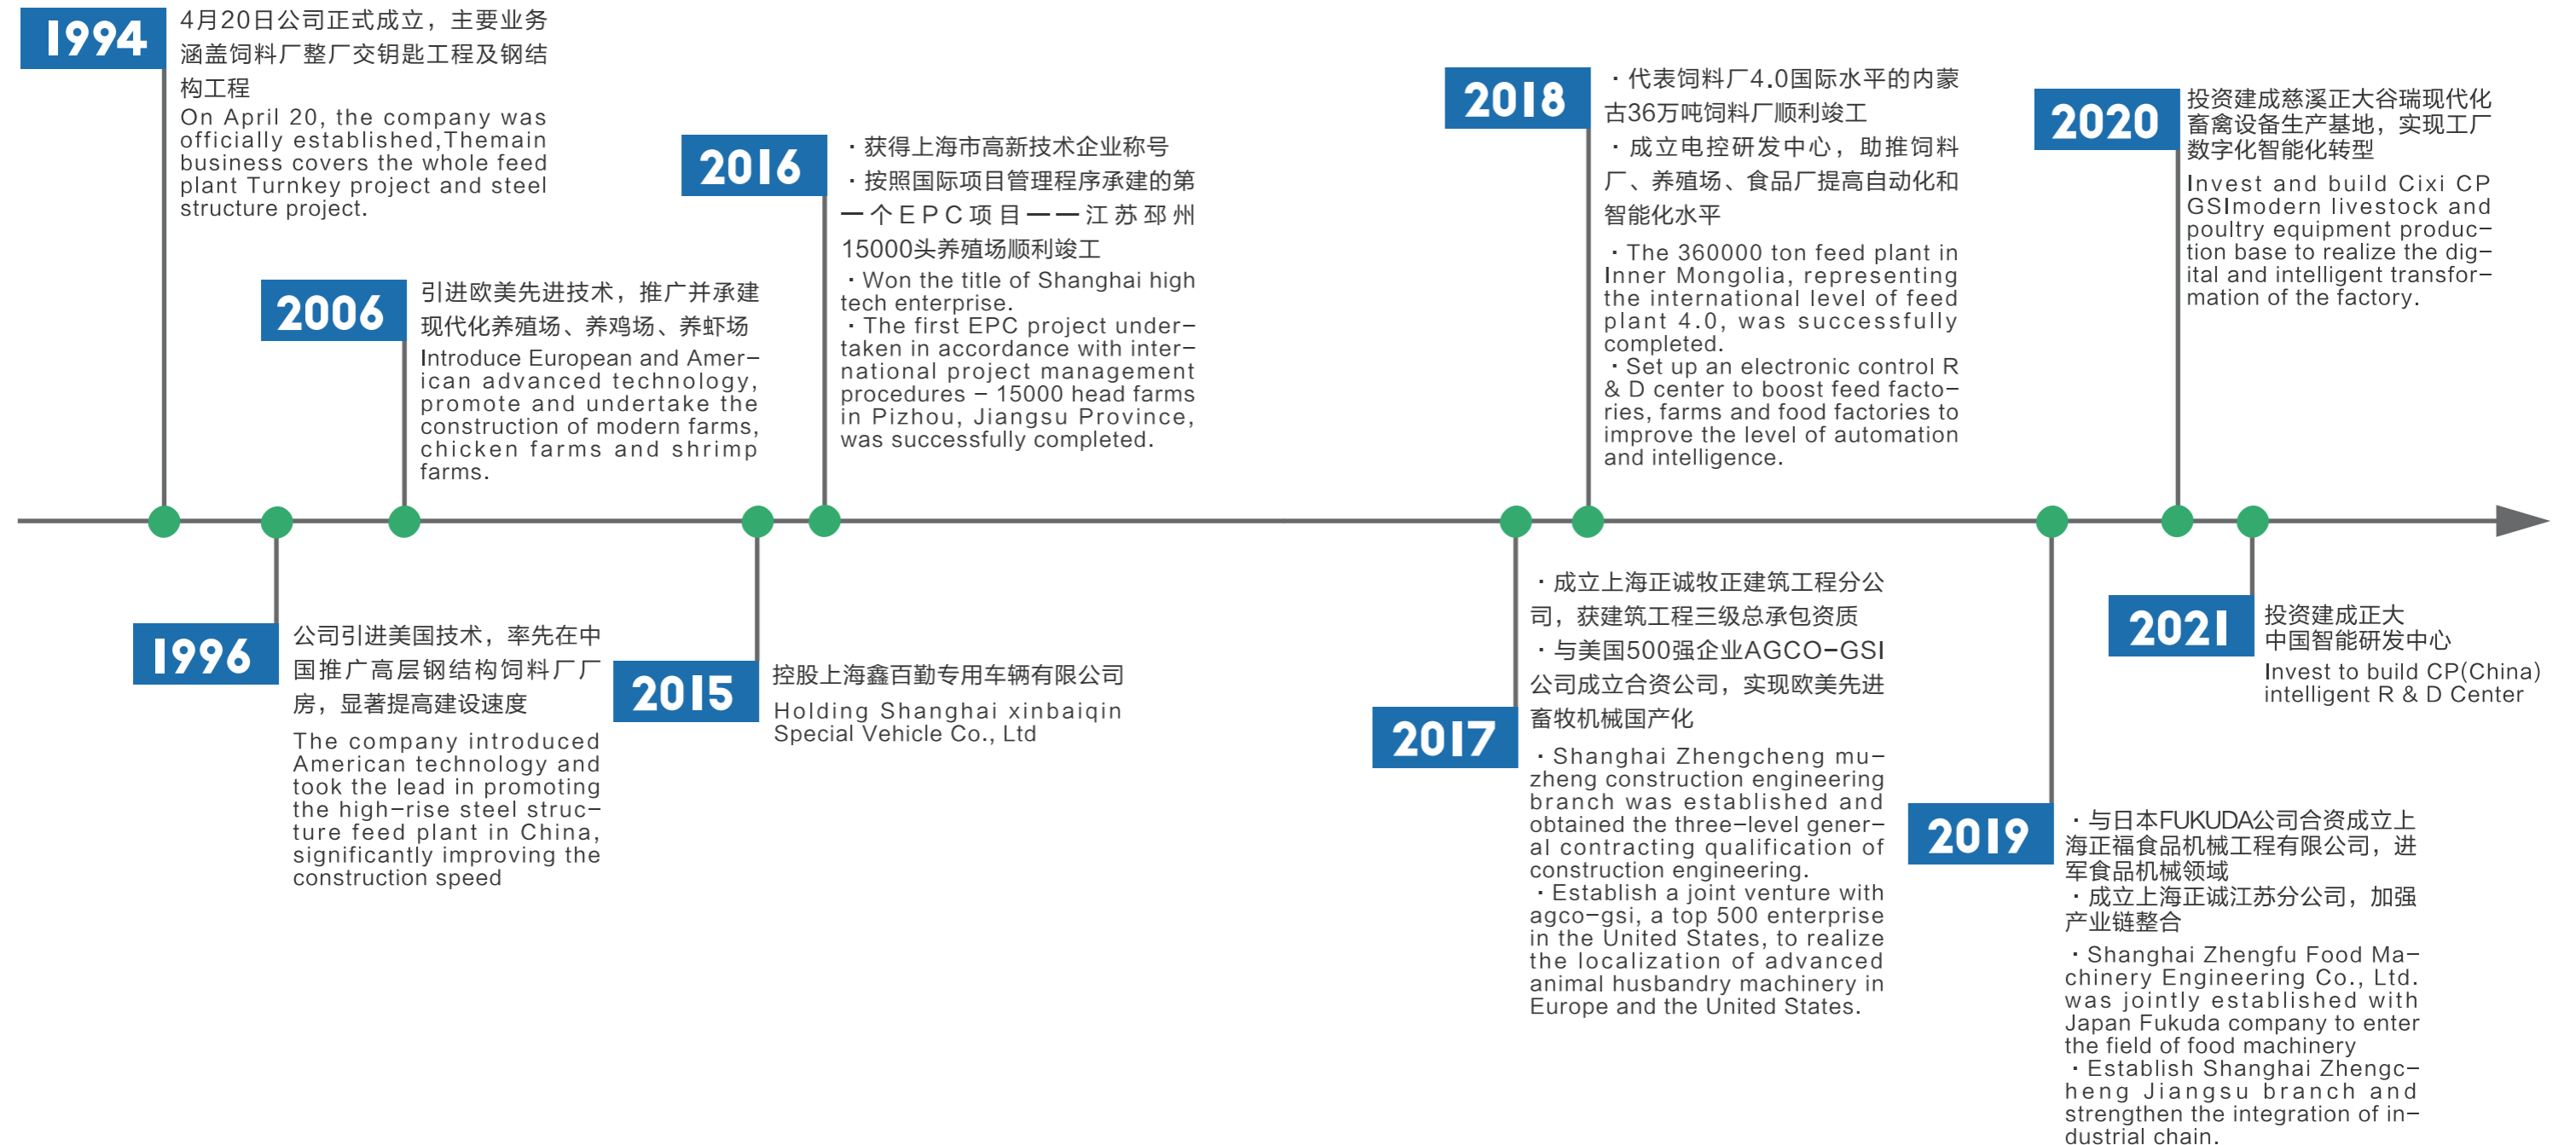 1994
4月20日公司正式成立，主要业务
涵盖饲料厂整厂交钥匙工程及钢结
构工程
On April 20, the company was
officially established,Themain
business covers the whole feed
plant Turnkey project and steel
structure project.
1996
公司引进美国技术，率先在中
国推广高层钢结构饲料厂厂
房，显著提高建设速度
The company introduced
American technology and
took the lead in promoting
the high-rise steel struc-
ture feed plant in China,
significantly improving the
construction speed
2006
引进欧美先进技术，推广并承建
现代化养殖场、养鸡场、养虾场
Introduce European and Amer-
ican advanced technology,
promote and undertake the
construction of modern farms,
chicken farms and shrimp
farms.
2015
控股上海鑫百勤专用车辆有限公司
Holding Shanghai xinbaiqin
Special Vehicle Co., Ltd
2016
·获得上海市高新技术企业称号
·按照国际项目管理程序承建的第
一个EPC项目——江苏邳州
15000头养殖场顺利竣工
·Won the title of Shanghai high
tech enterprise.
·The first EPC project under-
taken in accordance with inter-
national project management
procedures - 15000 head farms
in Pizhou, Jiangsu Province,
was successfully completed.
2017
·成立上海正诚牧正建筑工程分公
司，获建筑工程三级总承包资质
·与美国500强企业AGCO-GSI
公司成立合资公司，实现欧美先进
畜牧机械国产化
·Shanghai Zhengcheng mu-
zheng construction engineering
branch was established and
obtained the three-level gener-
al contracting qualification of
construction engineering.
·Establish a joint venture with
agco-gsi, a top 500 enterprise
in the United States, to realize
the localization of advanced
animal husbandry machinery in
Europe and the United States.
2018
·代表饲料厂4.0国际水平的内蒙
古36万吨饲料厂顺利竣工
·成立电控研发中心，助推饲料
厂、养殖场、食品厂提高自动化和
智能化水平
·The 360000 ton feed plant in
Inner Mongolia, representing
the international level of feed
plant 4.0, was successfully
completed.
·Set up an electronic control R
& D center to boost feed facto-
ries, farms and food factories to
improve the level of automation
and intelligence.
2019
·与日本FUKUDA公司合资成立上
海正福食品机械工程有限公司，进
军食品机械领域
·成立上海正诚江苏分公司，加强
产业链整合
·Shanghai Zhengfu Food Ma-
chinery Engineering Co., Ltd.
was jointly established with
Japan Fukuda company to enter
the field of food machinery
·Establish Shanghai Zhengc-
heng Jiangsu branch and
strengthen the integration of in-
dustrial chain.
2020
投资建成慈溪正大谷瑞现代化
畜禽设备生产基地，实现工厂
数字化智能化转型
Invest and build Cixi CP
GSImodern livestock and
poultry equipment produc-
tion base to realize the dig-
ital and intelligent transfor-
mation of the factory.
2021
投资建成正大
中国智能研发中心
Invest to build CP(China)
intelligent R & D Center